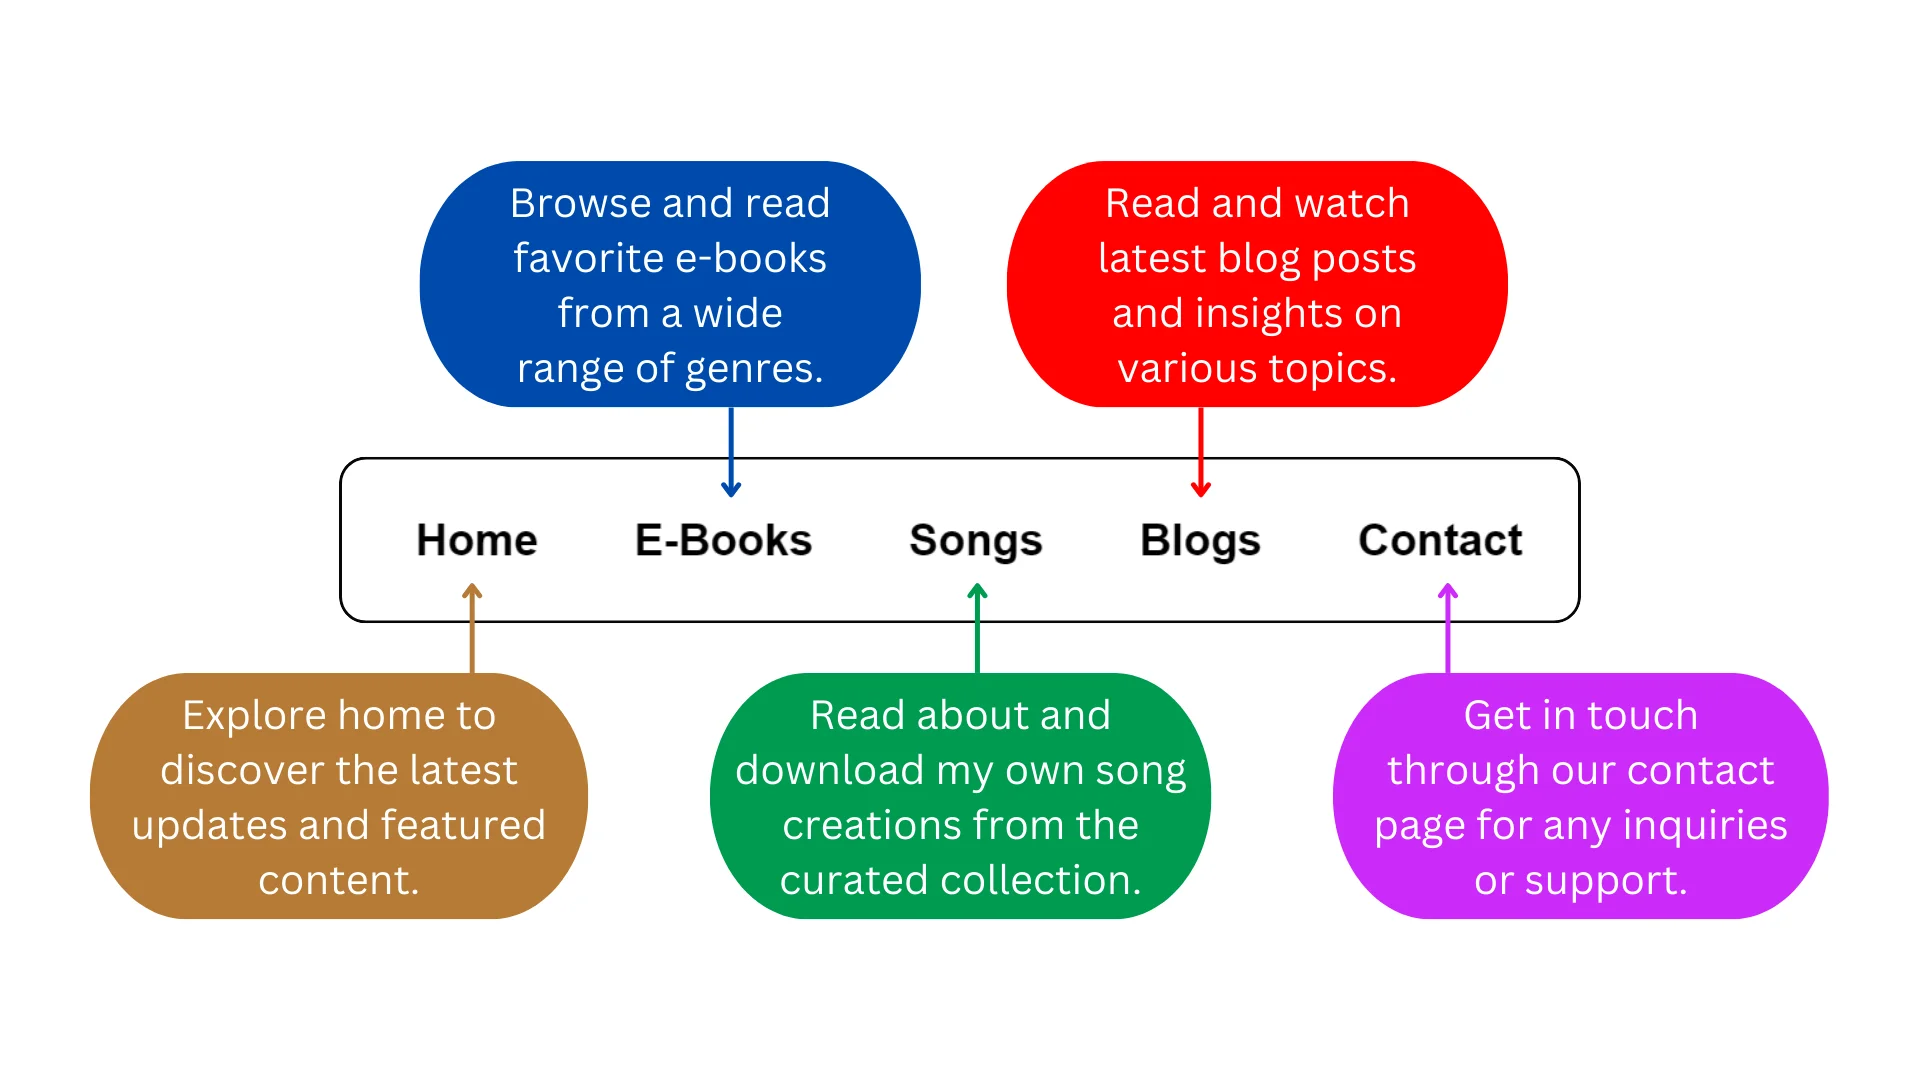 Browse and read
favorite e-books
from a wide
range of genres.
Read and watch
latest blog posts
and insights on
various topics.
Home
E-Books
Songs
Blogs
Contact
Explore home to
discover the latest
updates and featured
content.
Read about and
download my own song
creations from the
curated collection.
Get in touch
through our contact
page for any inquiries
or support.